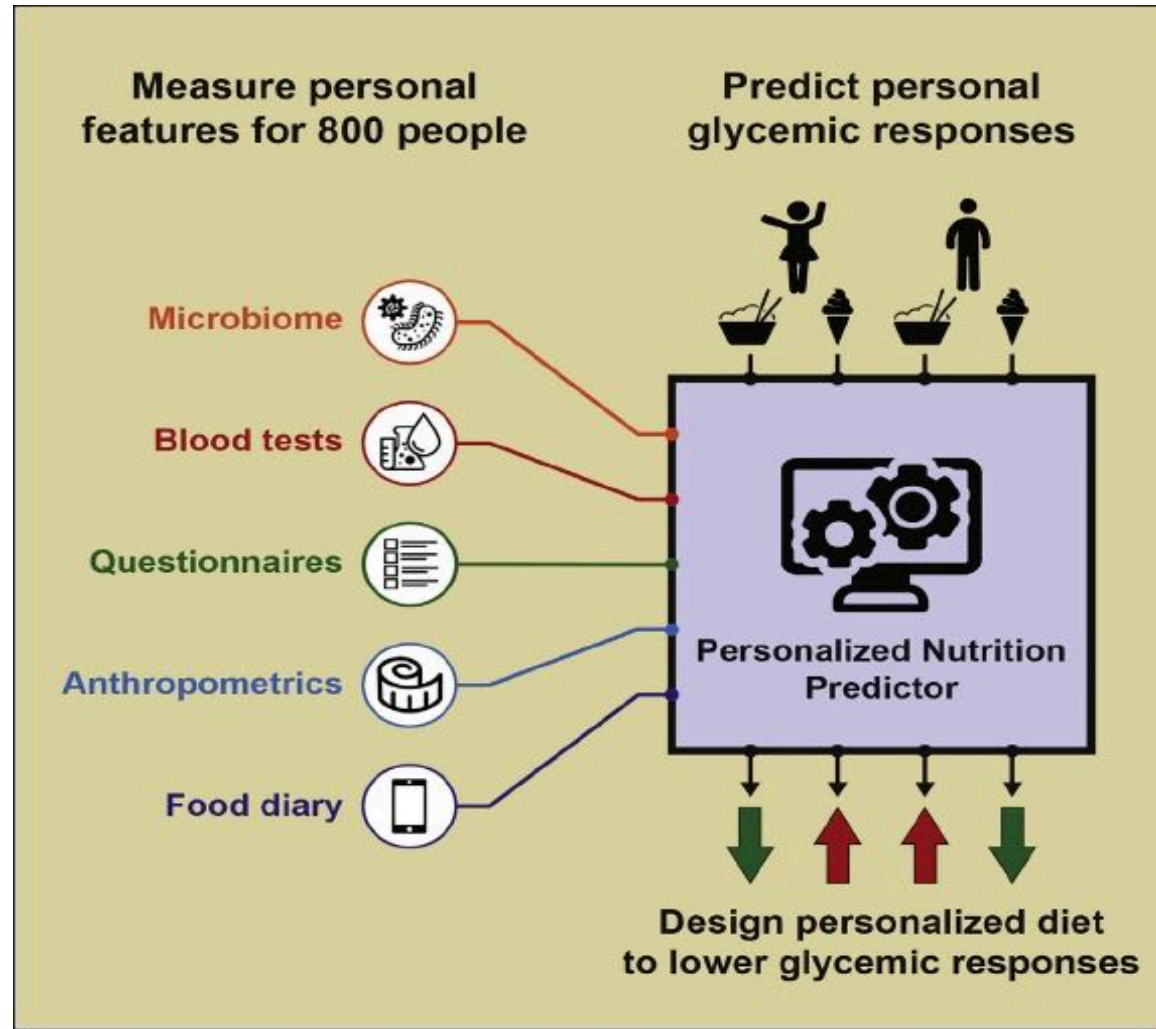 Measure personal
features for 800 people
Predict personal
glycemic responses
Microbiome
Blood tests
Questionnaires
Anthropometrics
Food diary
Personalized Nutrition
Predictor
Design personalized diet
to lower glycemic responses